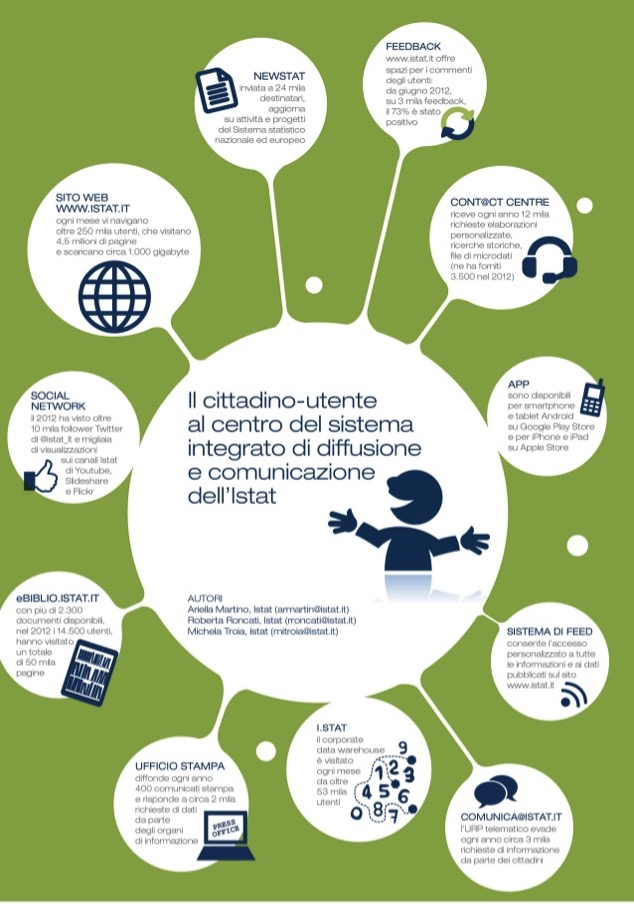 FEEDBACK
www.istat.it offre
spazi per i commenti
degli utenti:
da giugno 2012,
su 3 mila feedback,
il 73% è stato
positivo
NEWSTAT
inviata a 24 mila
destinatari,
aggiorna
su attività e progetti
del Sistema statistico
nazionale ed europeo
CONT@CT CENTRE
riceve ogni anno 12 mila
richieste elaborazioni
personalizzate,
ricerche storiche,
file di microdati
(ne ha forniti
3.500 nel 2012)
SITO WEB
WWW.ISTAT.IT
ogni mese vi navigano
oltre 250 mila utenti, che visitano
4,5 milioni di pagine
e scaricano circa 1.000 gigabyte
APP
sono disponibili
per smartphone
e tablet Android
su Google Play Store
e per iPhone e iPad
su Apple Store
SOCIAL
NETWORK
il 2012 ha visto oltre
10 mila follower Twitter
di @istat_it e migliaia
di visualizzazioni
sui canali Istat
di Youtube,
Slideshare
e Flickr
Il cittadino-utente
al centro del sistema
integrato di diffusione
e comunicazione
dell'Istat
AUTORI
Ariella Martino, Istat (armartin@istat.it)
Roberta Roncati, Istat (rroncati@istat.it)
Michela Troia, Istat (mitroia@istat.it)
eBIBLIO.ISTAT.IT
con più di 2.300
documenti disponibili,
nel 2012 i 14.500 utenti,
hanno visitato
un totale
di 50 mila
pagine
SISTEMA DI FEED
consente l'accesso
personalizzato a tutte
le informazioni e ai dati
pubblicati sul sito
www.istat.it
I.STAT
il corporate
data warehouse
è visitato
ogni mese
da oltre
53 mila
utenti
9
1 2 3
4 5 6
0 8 7
UFFICIO STAMPA
diffonde ogni anno
400 comunicati stampa
e risponde a circa 2 mila
richieste di dati
da parte
degli organi
di informazione
PRESS
OFFICE
COMUNICA@ISTAT.IT
l'URP telematico evade
ogni anno circa 3 mila
richieste di informazione
da parte dei cittadini